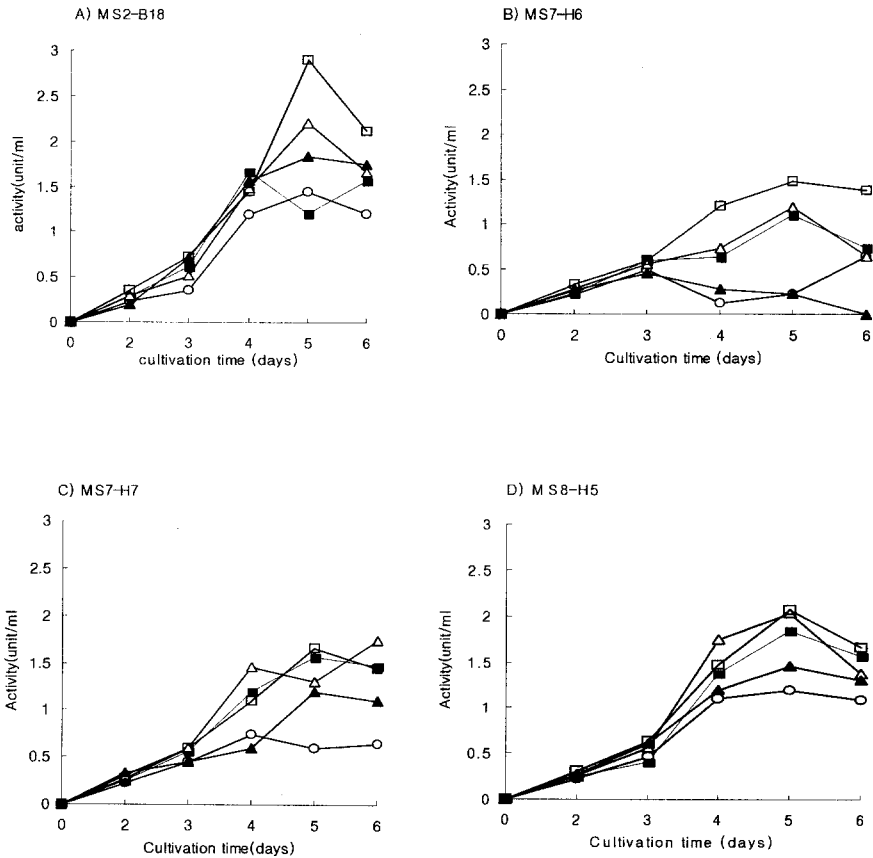 A) MS2-B18
3
2.5
2
1.5
1
0.5
0
activity(unit/ml
0 2 3 4 5 6
cultivation time (days)
B) MS7-H6
3
2.5
2
1.5
1
0.5
0
Activity(unit/ml
0 2 3 4 5 6
Cultivation time (days)
C) MS7-H7
3
2.5
2
1.5
1
0.5
0
Activity(unit/ml
0 2 3 4 5 6
Cultivation time(days)
D) MS8-H5
3
2.5
2
1.5
1
0.5
0
Activity(unit/ml
0 2 3 4 5 6
Cultivation time (days)